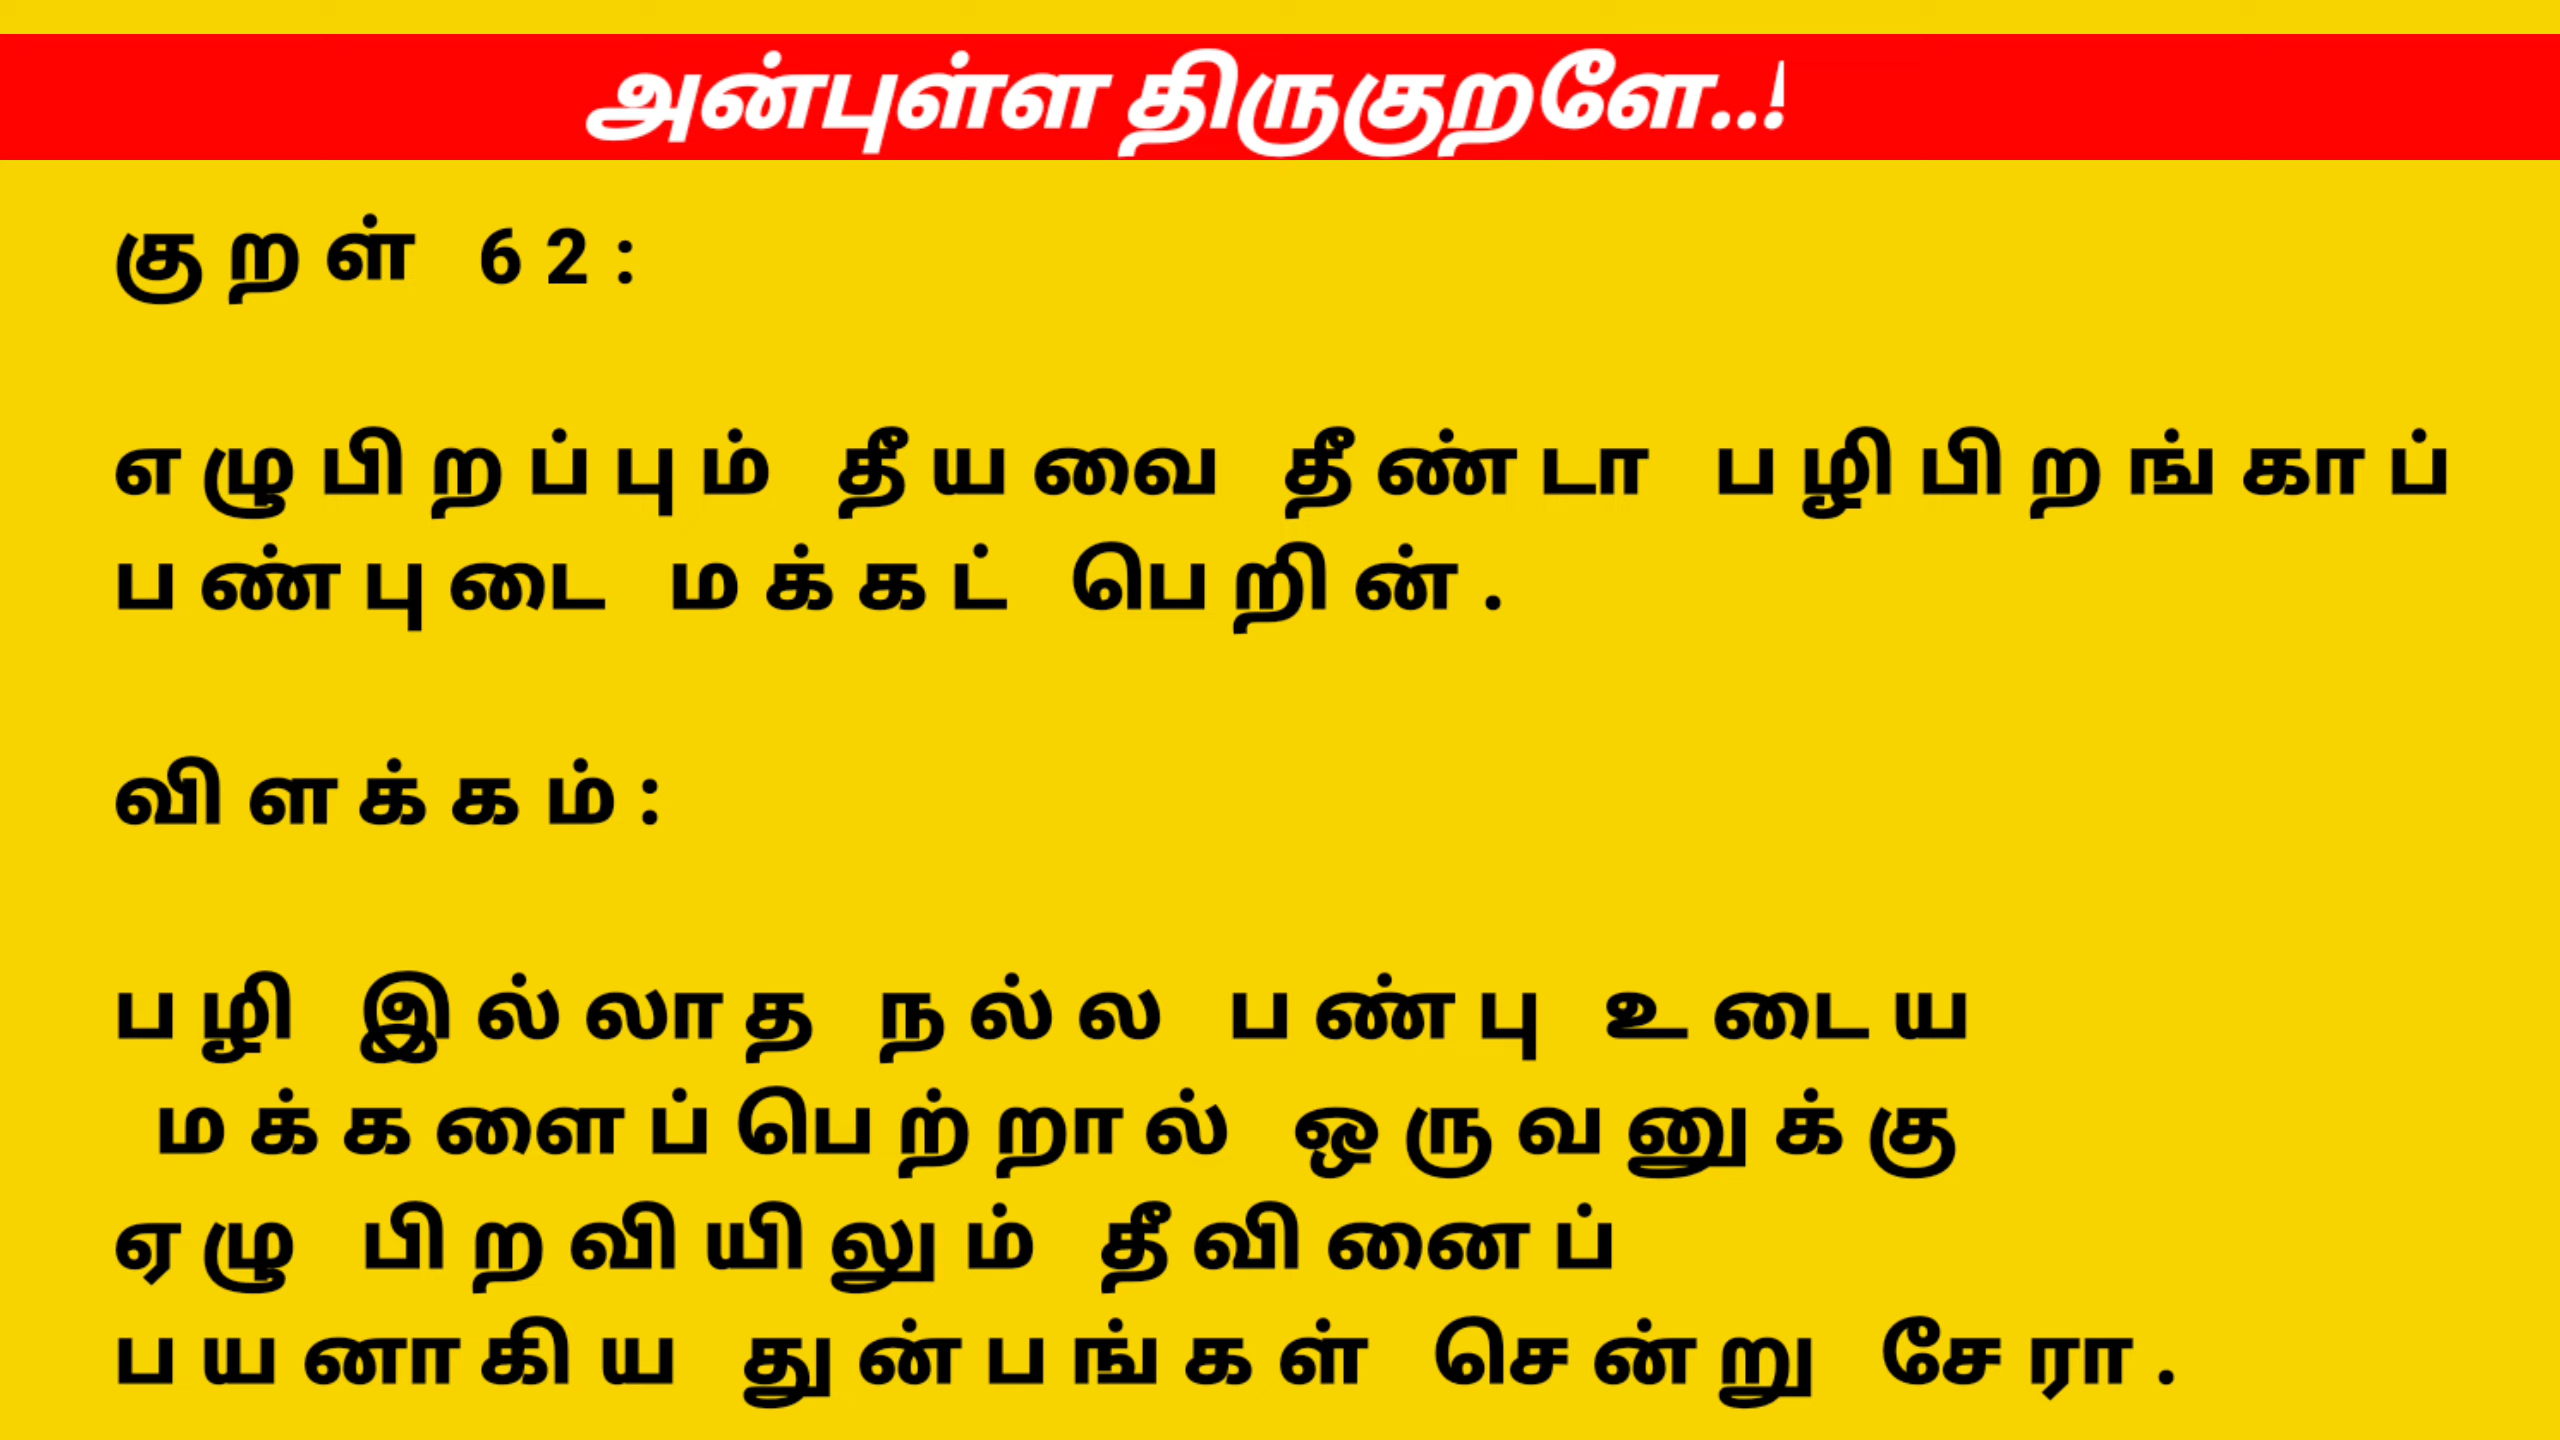 அன்புள்ள திருகுறளே..!
குறள் 62:
எழுபிறப்பும் தீயவை தீண்டா பழிபிறங்காப்
பண்புடை மக்கட் பெறின்.
விளக்கம்:
பழி இல்லாத நல்ல பண்பு உடைய
மக்களைப்பெற்றால் ஒருவனுக்கு
ஏழு பிறவியிலும் தீவினைப்
பயனாகிய துன்பங்கள் சென்று சேரா.